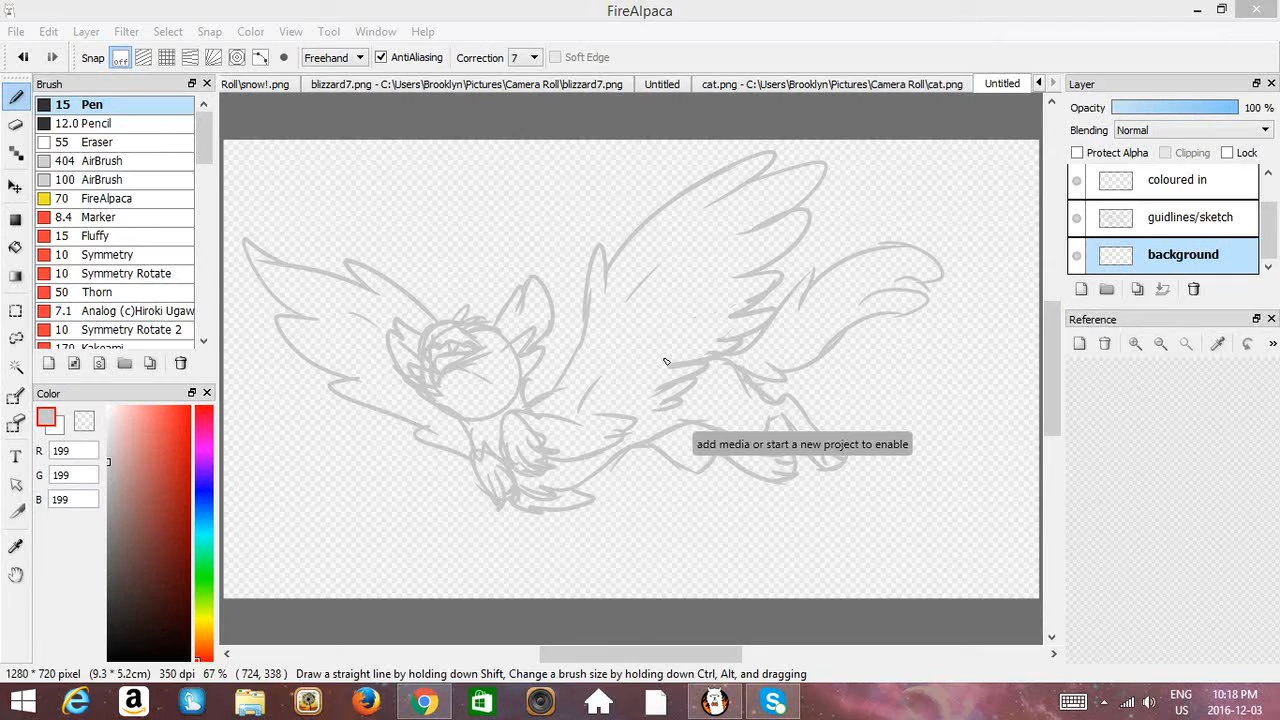 FireAlpaca
File Edit Layer Filter Select Snap Color View Tool Window Help
Snap off Freehand AntiAliasing Correction 7 Soft Edge
Brush
Roll\snow!.png
blizzard7.png - C:\Users\Brooklyn\Pictures\Camera Roll\blizzard7.png
Untitled
cat.png - C:\Users\Brooklyn\Pictures\Camera Roll\cat.png
Untitled
Layer
15 Pen
12.0 Pencil
55 Eraser
404 AirBrush
100 AirBrush
70 FireAlpaca
8.4 Marker
15 Fluffy
10 Symmetry
10 Symmetry Rotate
50 Thorn
7.1 Analog (c)Hiroki Ugaw
10 Symmetry Rotate 2
170 Kakeami
Opacity 100 %
Blending Normal
Protect Alpha Clipping Lock
coloured in
guidlines/sketch
background
Reference
»
Color
R 199
G 199
B 199
T
add media or start a new project to enable
1280 * 720 pixel (9.3 * 5.2cm) 350 dpi 67 % ( 724, 338 ) Draw a straight line by holding down Shift, Change a brush size by holding down Ctrl, Alt, and dragging
ENG
US
10:18 PM
2016-12-03